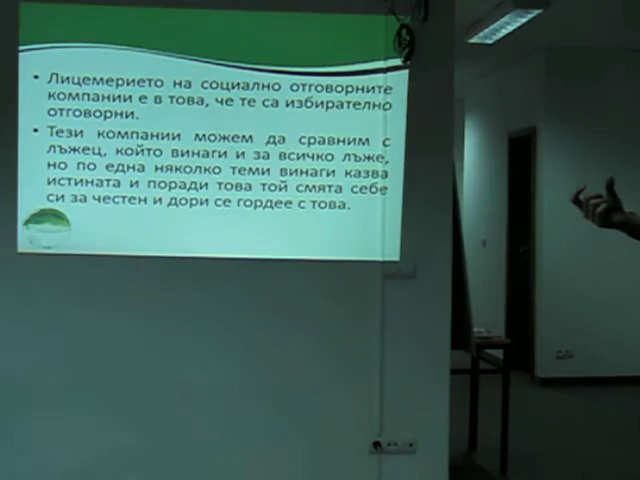 • Лицемерието на социално отговорните
компании е в това, че те са избирателно
отговорни.
• Тези компании можем да сравним с
лъжец, който винаги и за всичко лъже,
но по една няколко теми винаги казва
истината и поради това той смята себе
си за честен и дори се гордее с това.